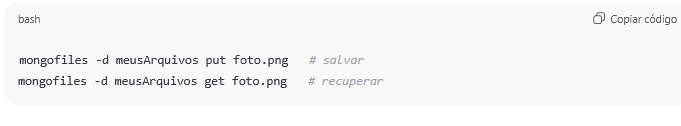 bash
Copiar código
mongofiles -d meusArquivos put foto.png   # salvar
mongofiles -d meusArquivos get foto.png   # recuperar